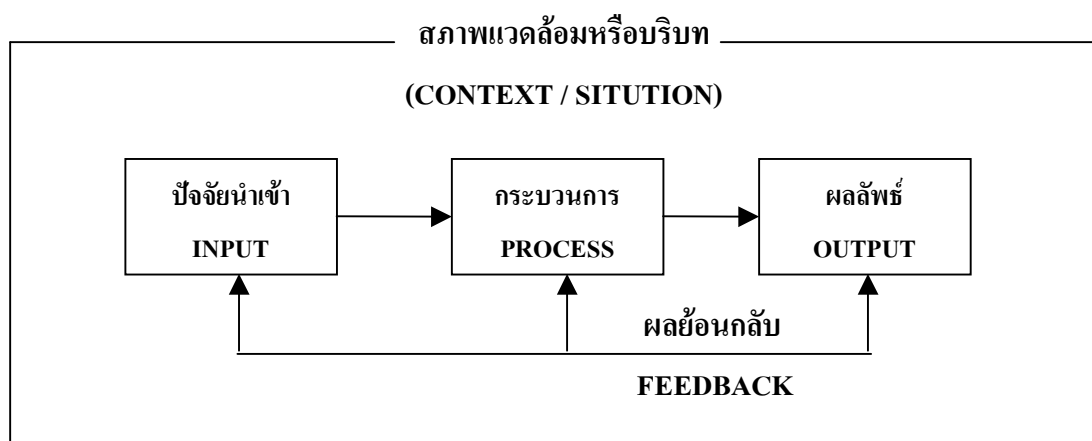 สภาพแวดล้อมหรือบริบท
(CONTEXT / SITUTION)
ปัจจัยนำเข้า
INPUT
กระบวนการ
PROCESS
ผลลัพธ์
OUTPUT
ผลย้อนกลับ
FEEDBACK